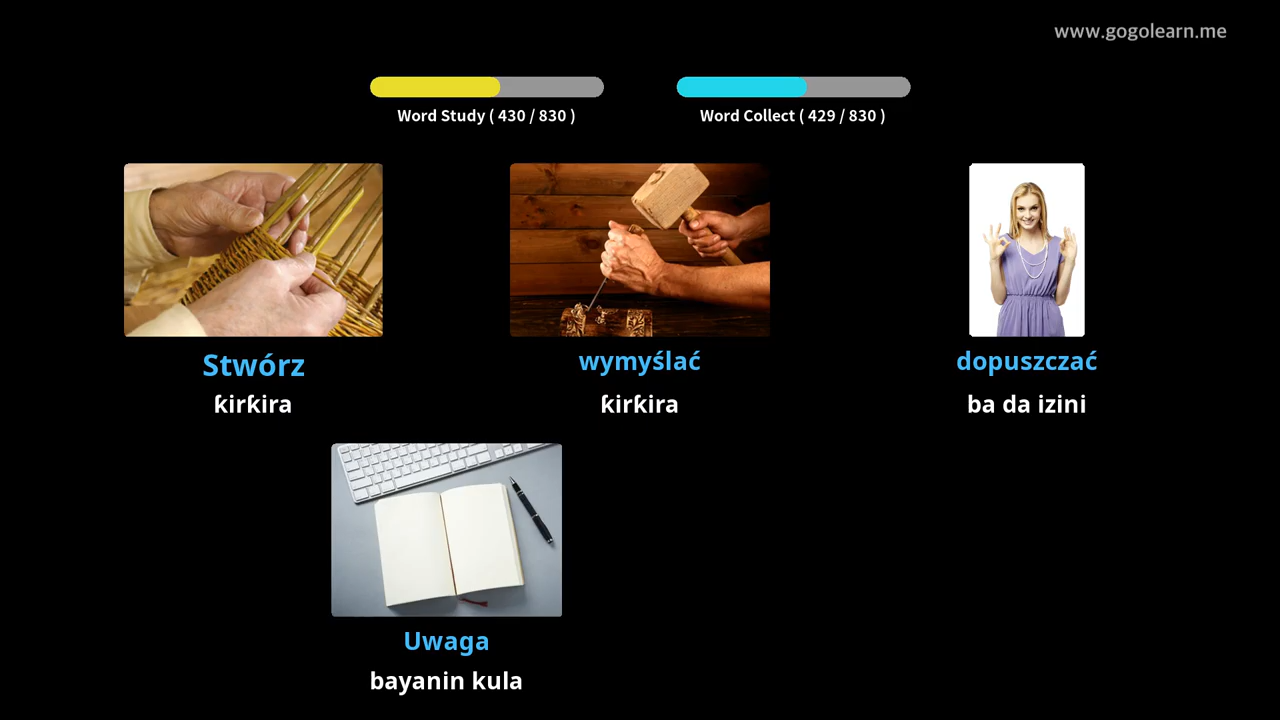 www.gogolearn.me
Word Study ( 430 / 830 )
Word Collect ( 429 / 830 )
Stwórz
ƙirƙira
wymyślać
ƙirƙira
dopuszczać
ba da izini
Uwaga
bayanin kula